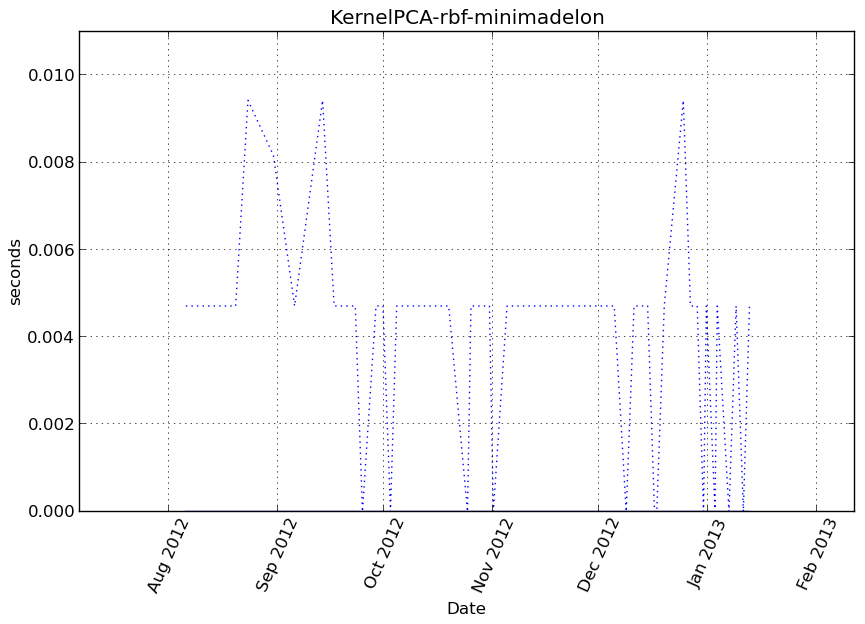 KernelPCA-rbf-minimadelon
0.010
0.008
0.006
0.004
0.002
0.000
seconds
Aug 2012
Sep 2012
Oct 2012
Nov 2012
Dec 2012
Jan 2013
Feb 2013
Date